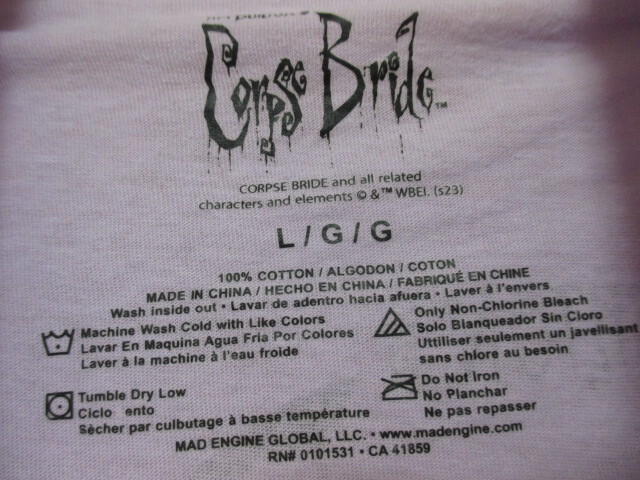 Corpse Bride™
CORPSE BRIDE and all related
characters and elements © & ™ WBEI. (s23)
L / G / G
100% COTTON / ALGODON / COTON
MADE IN CHINA / HECHO EN CHINA / FABRIQUÉ EN CHINE
Wash inside out • Lavar de adentro hacia afuera • Laver à l'envers
Machine Wash Cold with Like Colors
Lavar En Maquina Agua Fria Por Colores
Laver à la machine à l'eau froide
Only Non-Chlorine Bleach
Solo Blanqueador Sin Cloro
Uttiliser seulement un javellisant
sans chlore au besoin
Tumble Dry Low
Ciclo ento
Sècher par culbutage à basse température
Do Not Iron
No Planchar
Ne pas repasser
MAD ENGINE GLOBAL, LLC. • www.madengine.com
RN# 0101531 • CA 41859